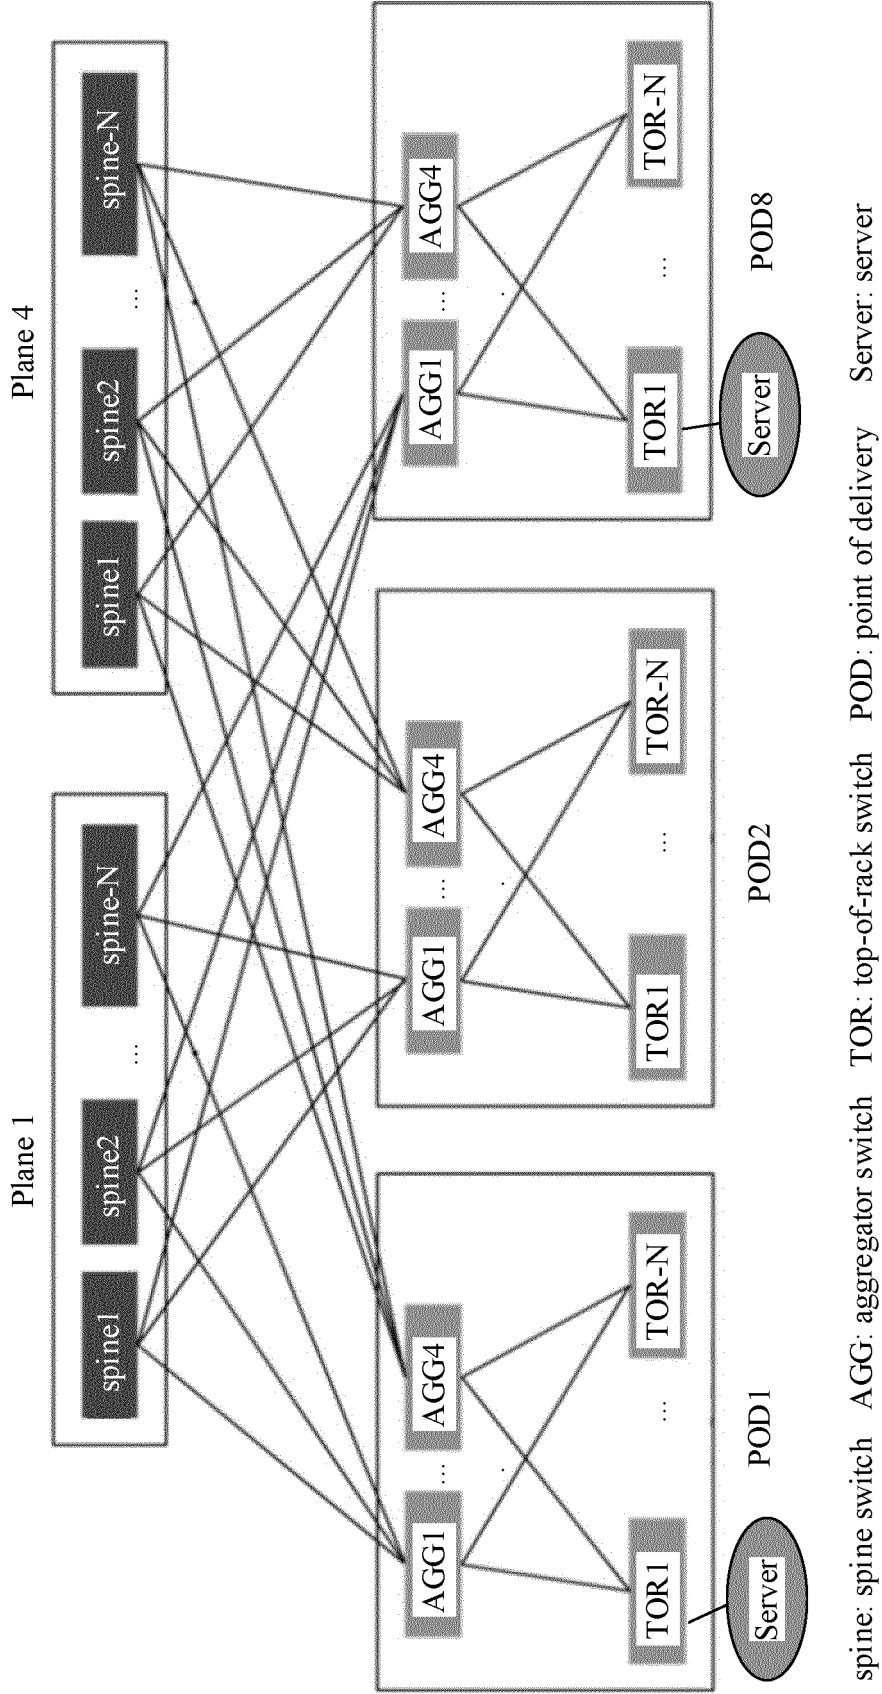 Plane 1
Plane 4
spine1
spine2
...
spine-N
spine1
spine2
...
spine-N
AGG1
...
AGG4
AGG1
...
AGG4
AGG1
...
AGG4
TOR1
...
TOR-N
TOR1
...
TOR-N
TOR1
...
TOR-N
Server
POD1
POD2
Server
POD8
spine: spine switch AGG: aggregator switch TOR: top-of-rack switch POD: point of delivery Server: server